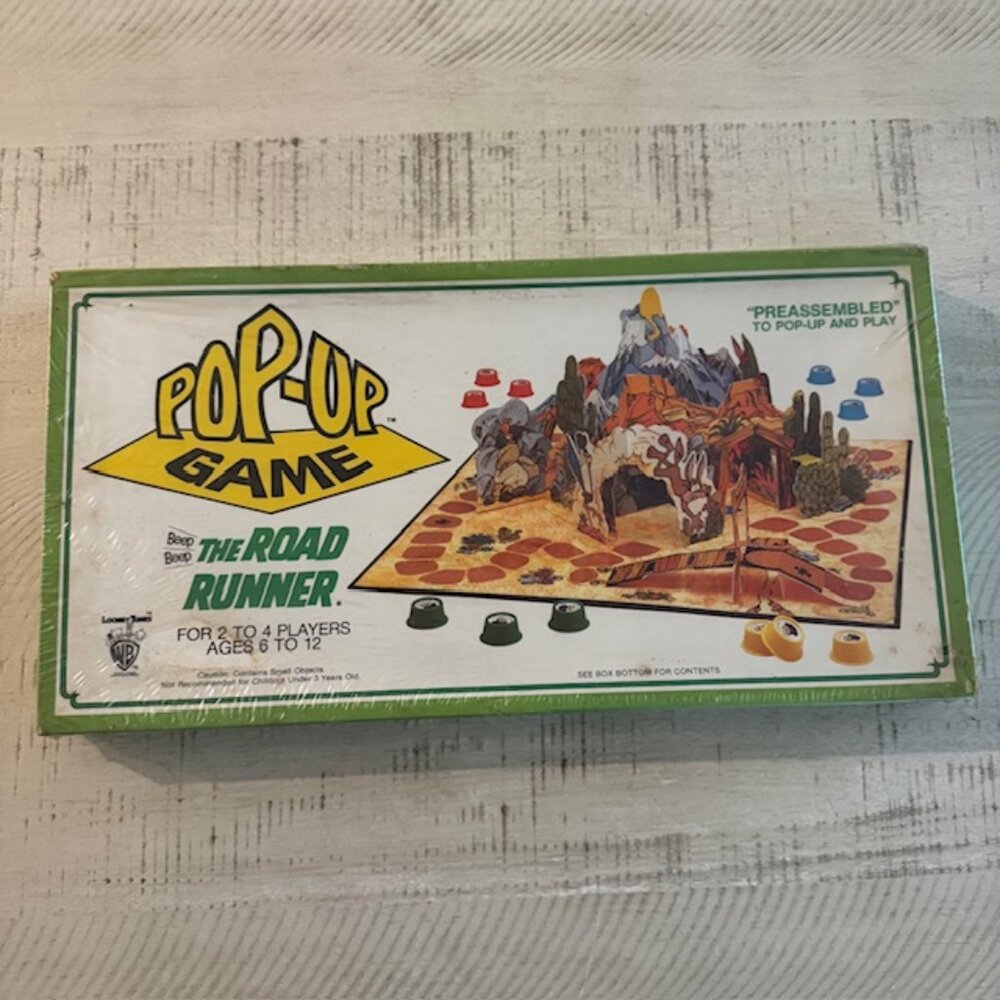 POP-UP
GAME
TM
Beep
Beep
THE ROAD
RUNNER.
FOR 2 TO 4 PLAYERS
AGES 6 TO 12
Caution: Contains Small Objects.
Not Recommended for Children Under 3 Years Old.
WB
"PREASSEMBLED"
TO POP-UP AND PLAY
SEE BOX BOTTOM FOR CONTENTS